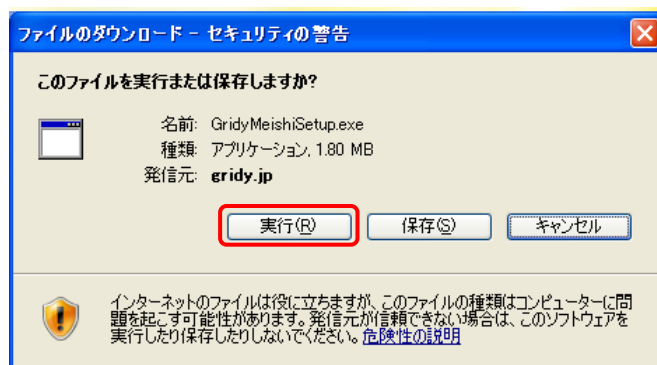 ファイルのダウンロード - セキュリティの警告
このファイルを実行または保存しますか?
名前: GridyMeishiSetup.exe
種類: アプリケーション, 1.80 MB
発信元: gridy.jp
実行(R) 保存(S) キャンセル
インターネットのファイルは役に立ちますが、このファイルの種類はコンピューターに問
題を起こす可能性があります。発信元が信頼できない場合は、このソフトウェアを
実行したり保存したりしないでください。危険性の説明